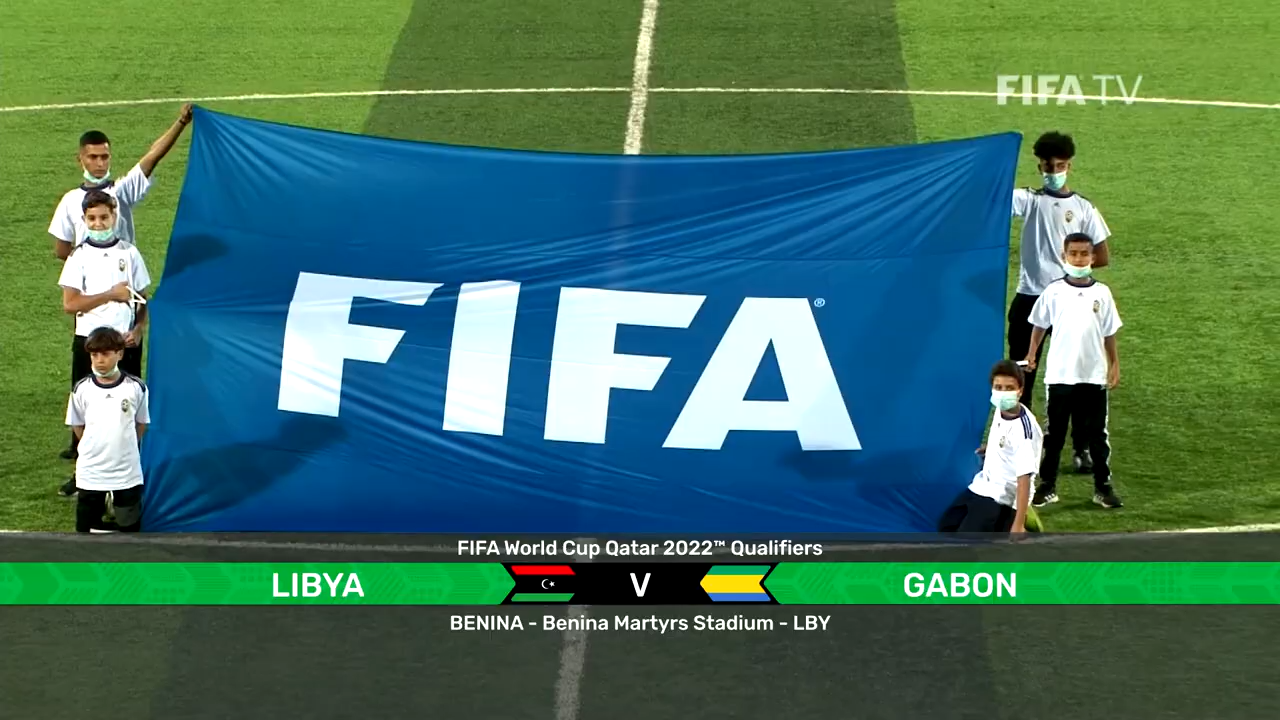 FIFA TV
FIFA®
FIFA World Cup Qatar 2022™ Qualifiers
LIBYA V GABON
BENINA - Benina Martyrs Stadium - LBY